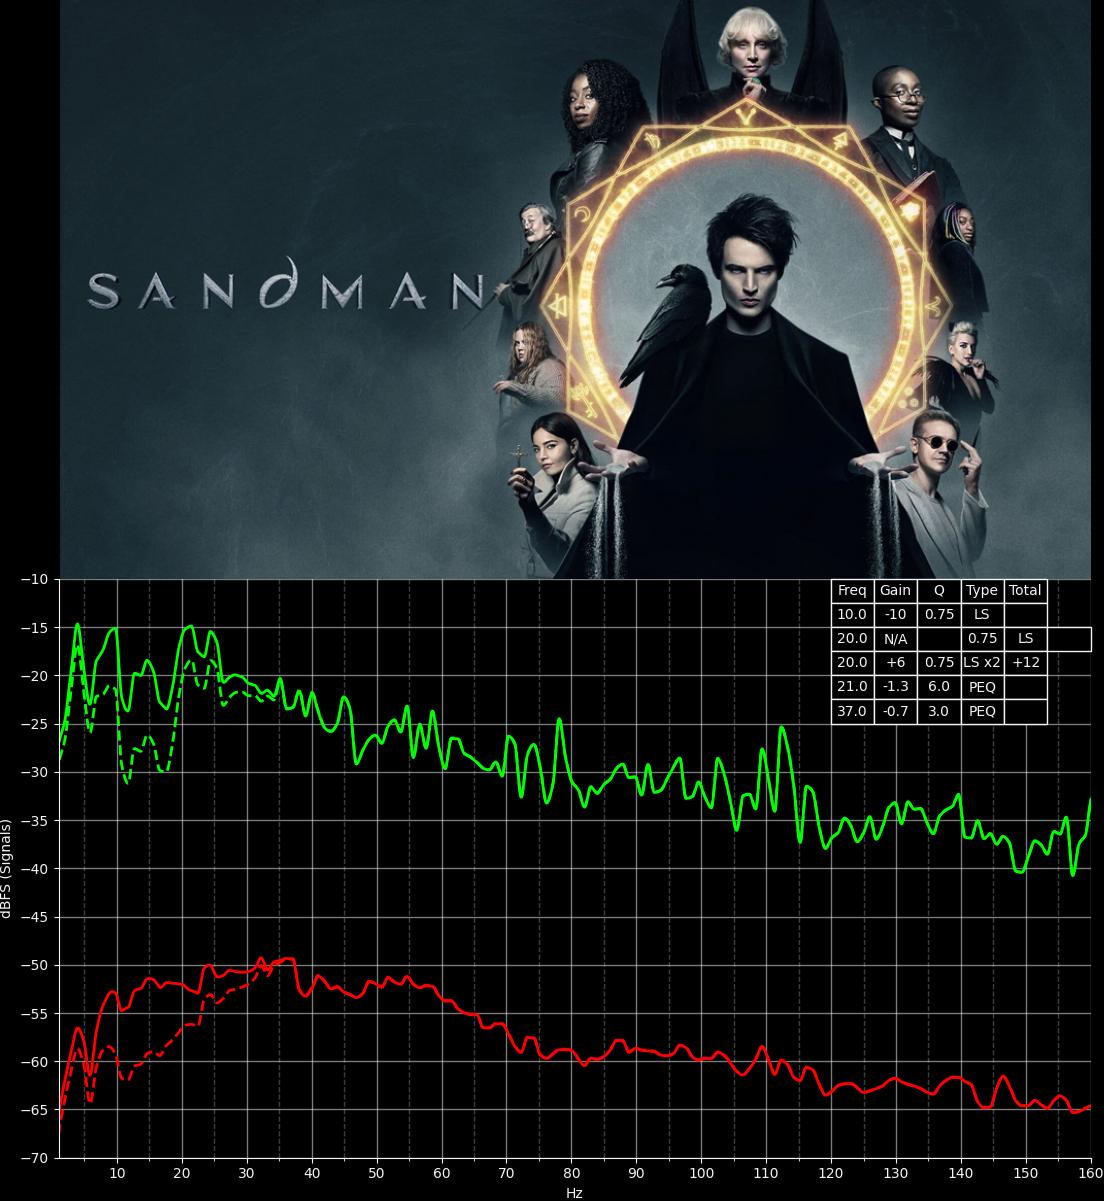 SANDMAN
-10
-15
-20
-25
-30
-35
-40
-45
-50
-55
-60
-65
-70
dBFS (Signals)
Freq Gain Q Type Total
10.0 -10 0.75 LS
20.0 N/A 0.75 LS
20.0 +6 0.75 LS x2 +12
21.0 -1.3 6.0 PEQ
37.0 -0.7 3.0 PEQ
10 20 30 40 50 60 70 80 90 100 110 120 130 140 150 160
Hz